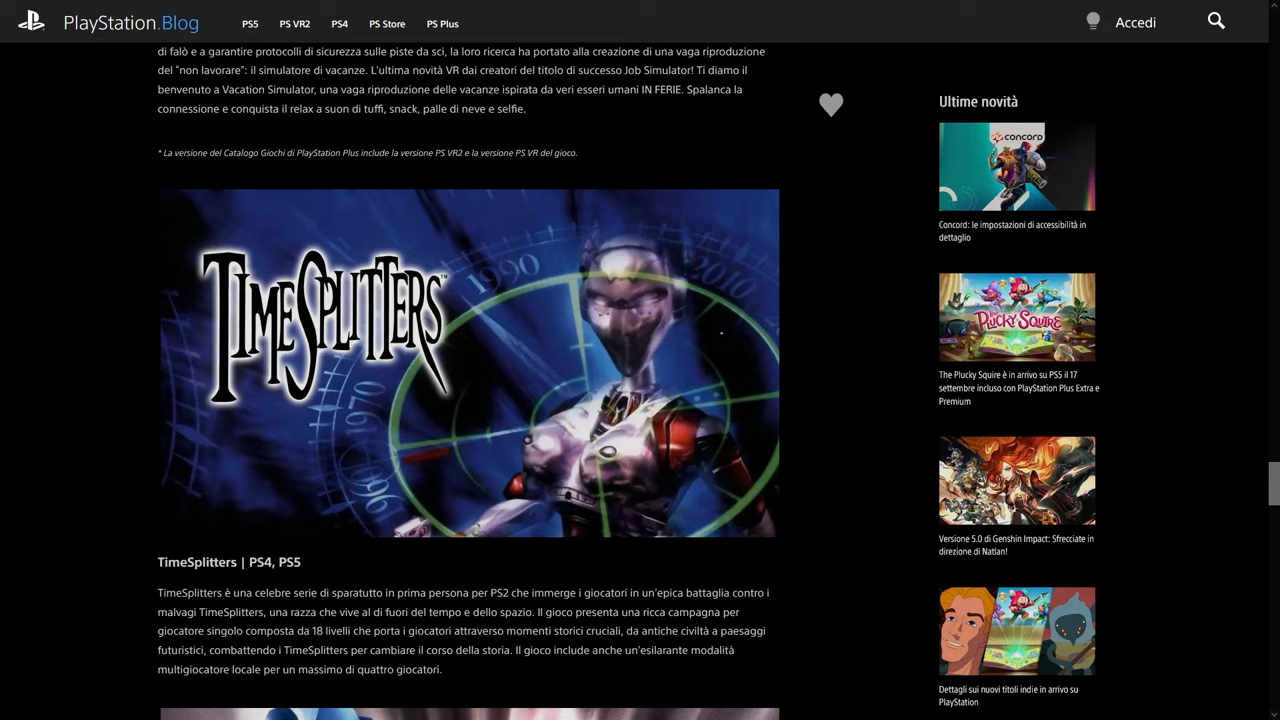 PlayStation.Blog
PS5
PS VR2
PS4
PS Store
PS Plus
Accedi
di falò e a garantire protocolli di sicurezza sulle piste da sci, la loro ricerca ha portato alla creazione di una vaga riproduzione
del "non lavorare": il simulatore di vacanze. L'ultima novità VR dai creatori del titolo di successo Job Simulator! Ti diamo il
benvenuto a Vacation Simulator, una vaga riproduzione delle vacanze ispirata da veri esseri umani IN FERIE. Spalanca la
connessione e conquista il relax a suon di tuffi, snack, palle di neve e selfie.
* La versione del Catalogo Giochi di PlayStation Plus include la versione PS VR2 e la versione PS VR del gioco.
TIMESPLITTERS™
1990
2010
1970
1960
TimeSplitters | PS4, PS5
TimeSplitters è una celebre serie di sparatutto in prima persona per PS2 che immerge i giocatori in un'epica battaglia contro i
malvagi TimeSplitters, una razza che vive al di fuori del tempo e dello spazio. Il gioco presenta una ricca campagna per
giocatore singolo composta da 18 livelli che porta i giocatori attraverso momenti storici cruciali, da antiche civiltà a paesaggi
futuristici, combattendo i TimeSplitters per cambiare il corso della storia. Il gioco include anche un'esilarante modalità
multigiocatore locale per un massimo di quattro giocatori.
Ultime novità
CONCORD
Concord: le impostazioni di accessibilità in
dettaglio
PLUCKY SQUIRE
The Plucky Squire è in arrivo su PS5 il 17
settembre incluso con PlayStation Plus Extra e
Premium
Versione 5.0 di Genshin Impact: Sfrecciate in
direzione di Natlan!
Dettagli sui nuovi titoli indie in arrivo su
PlayStation